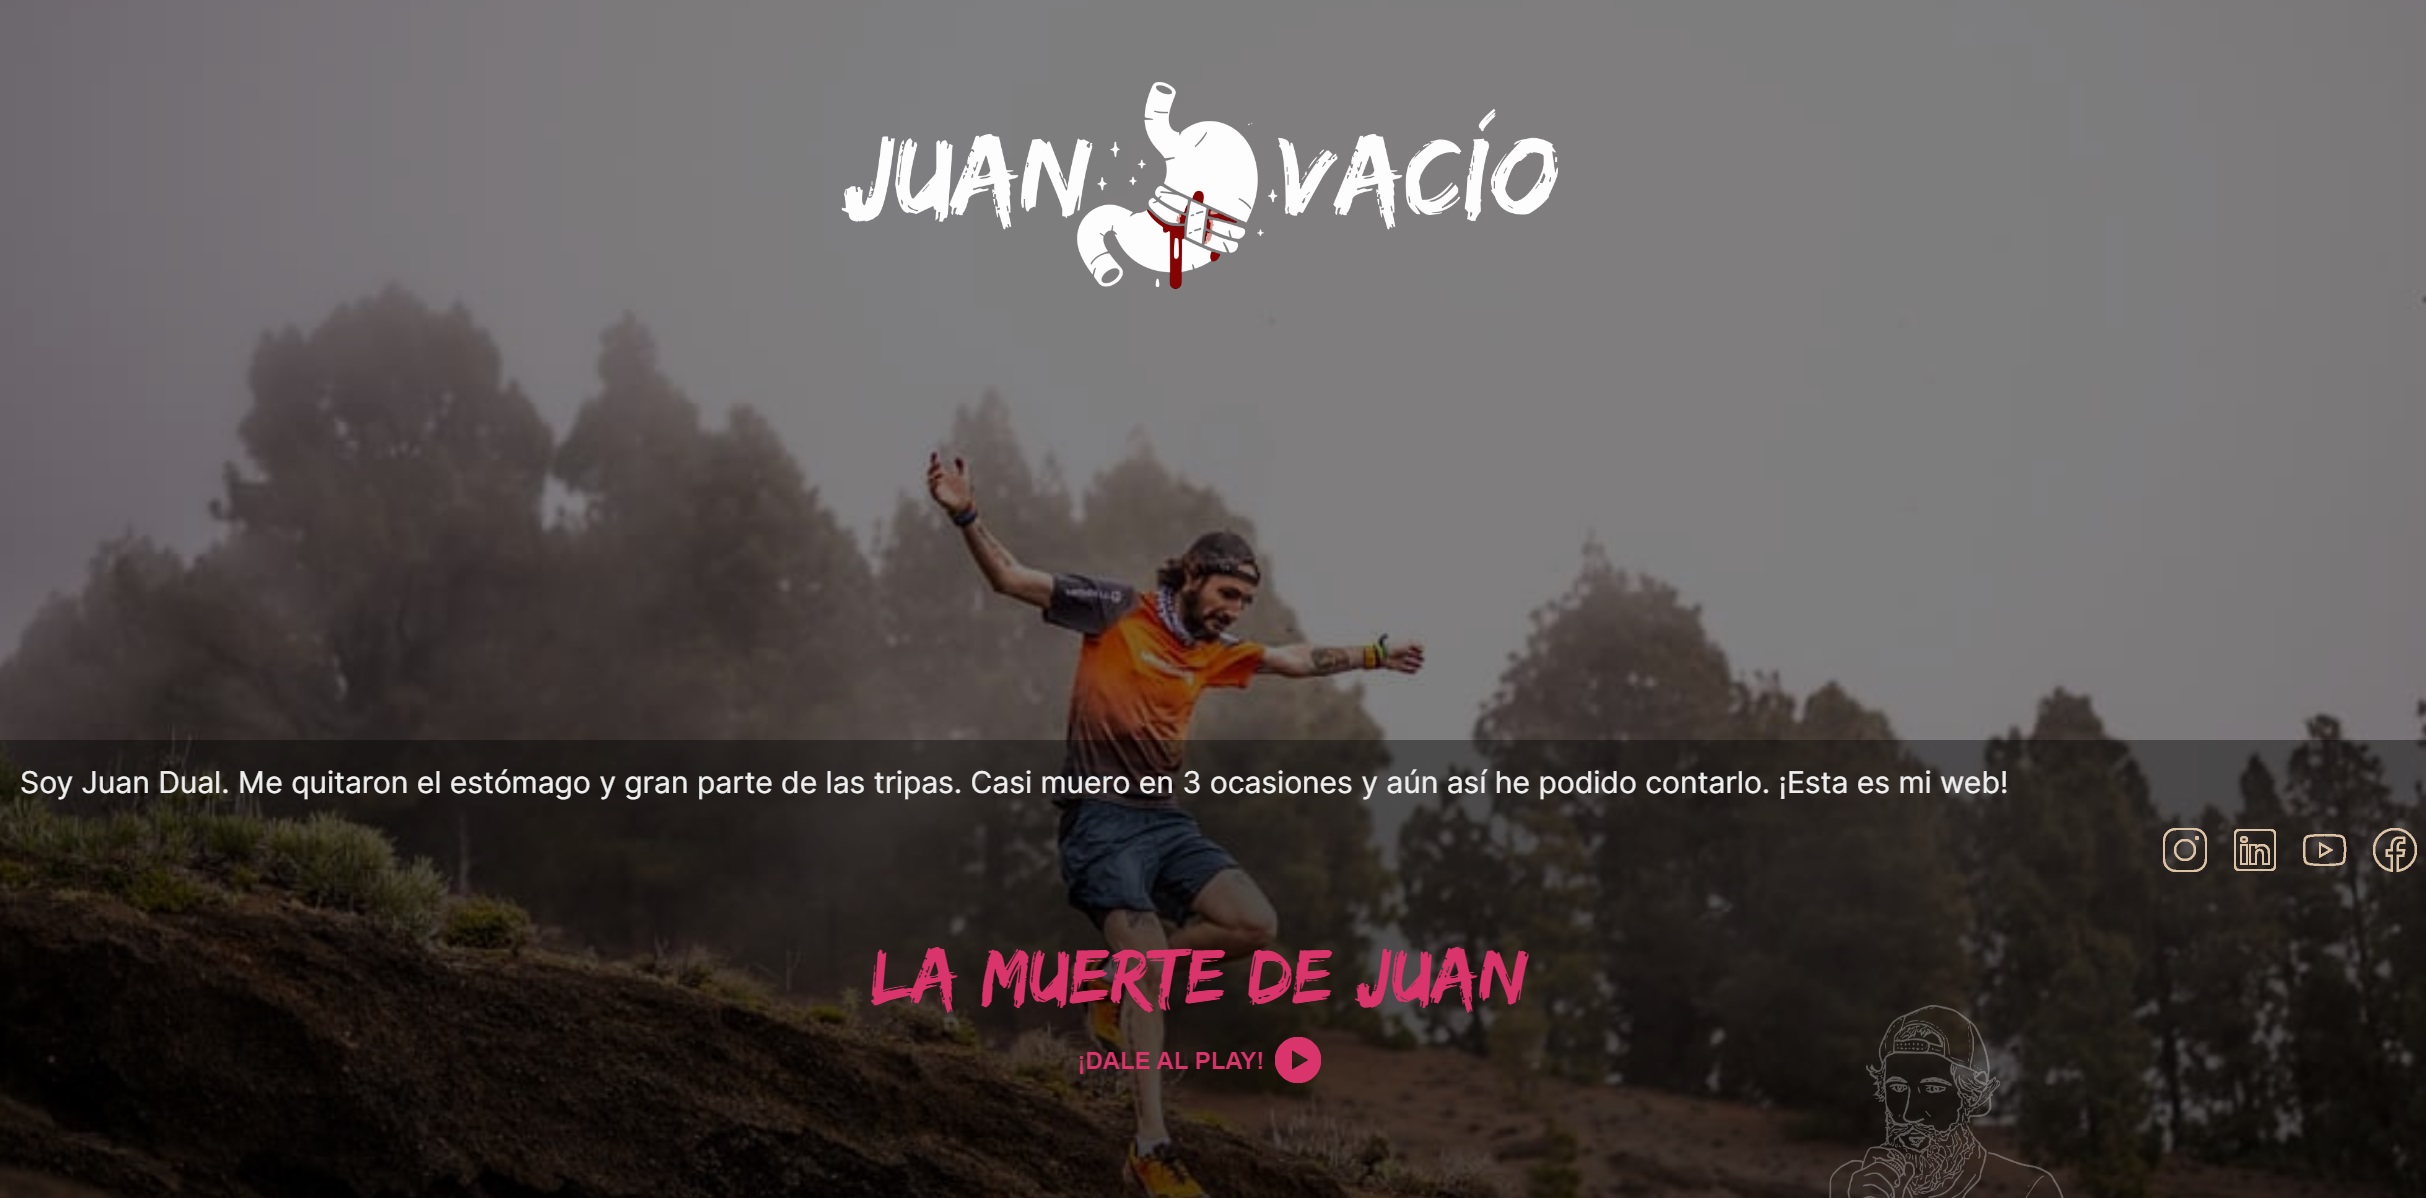 JUAN VACÍO
Soy Juan Dual. Me quitaron el estómago y gran parte de las tripas. Casi muero en 3 ocasiones y aún así he podido contarlo. ¡Esta es mi web!
LA MUERTE DE JUAN
¡DALE AL PLAY!